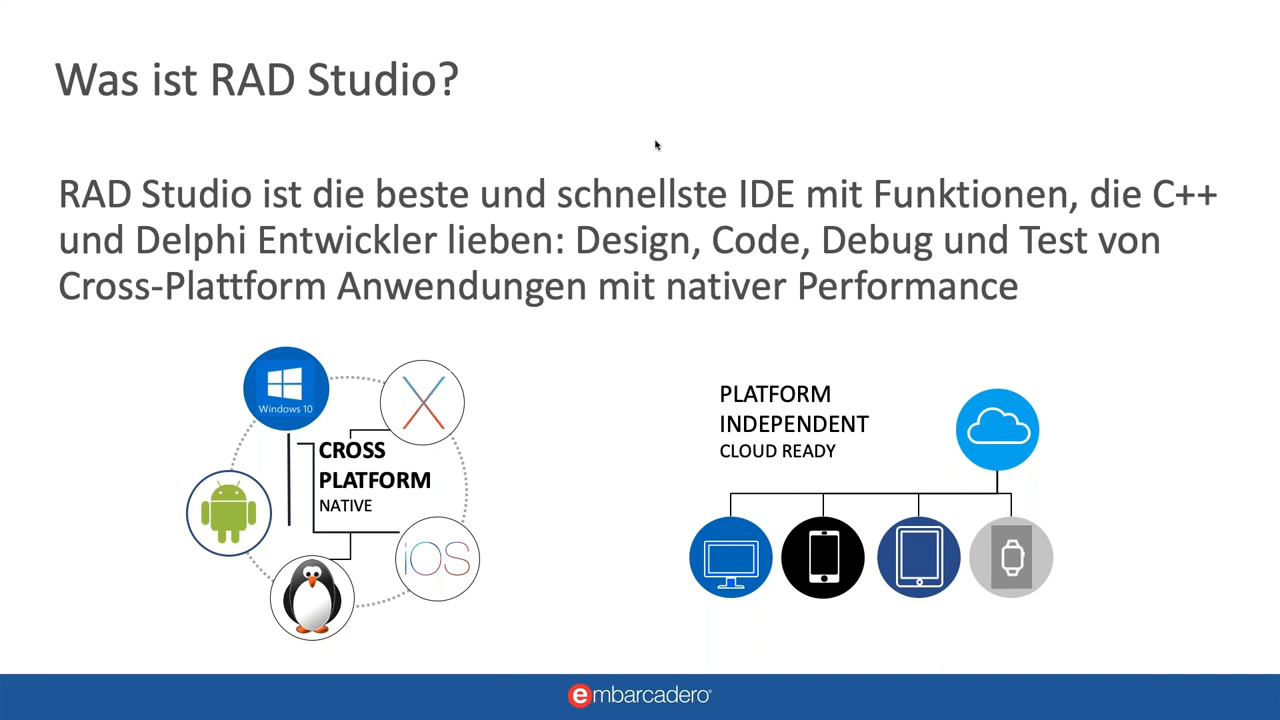 Was ist RAD Studio?
RAD Studio ist die beste und schnellste IDE mit Funktionen, die C++
und Delphi Entwickler lieben: Design, Code, Debug und Test von
Cross-Plattform Anwendungen mit nativer Performance
Windows 10
CROSS
PLATFORM
NATIVE
iOS
PLATFORM
INDEPENDENT
CLOUD READY
embarcadero®